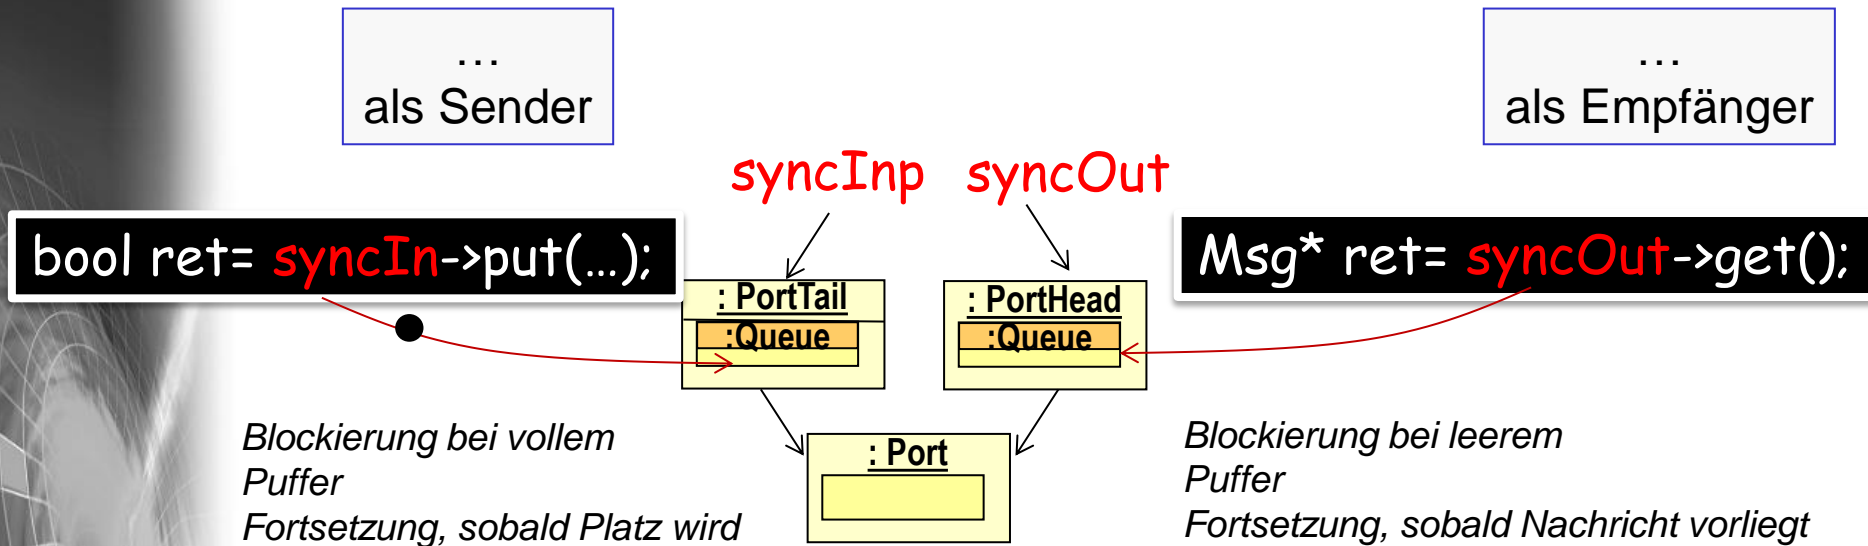 …
als Sender
…
als Empfänger
syncInp syncOut
bool ret= syncIn->put(…);
Msg* ret= syncOut->get();
: PortTail
:Queue
: PortHead
:Queue
Blockierung bei vollem
Puffer
Fortsetzung, sobald Platz wird
: Port
Blockierung bei leerem
Puffer
Fortsetzung, sobald Nachricht vorliegt